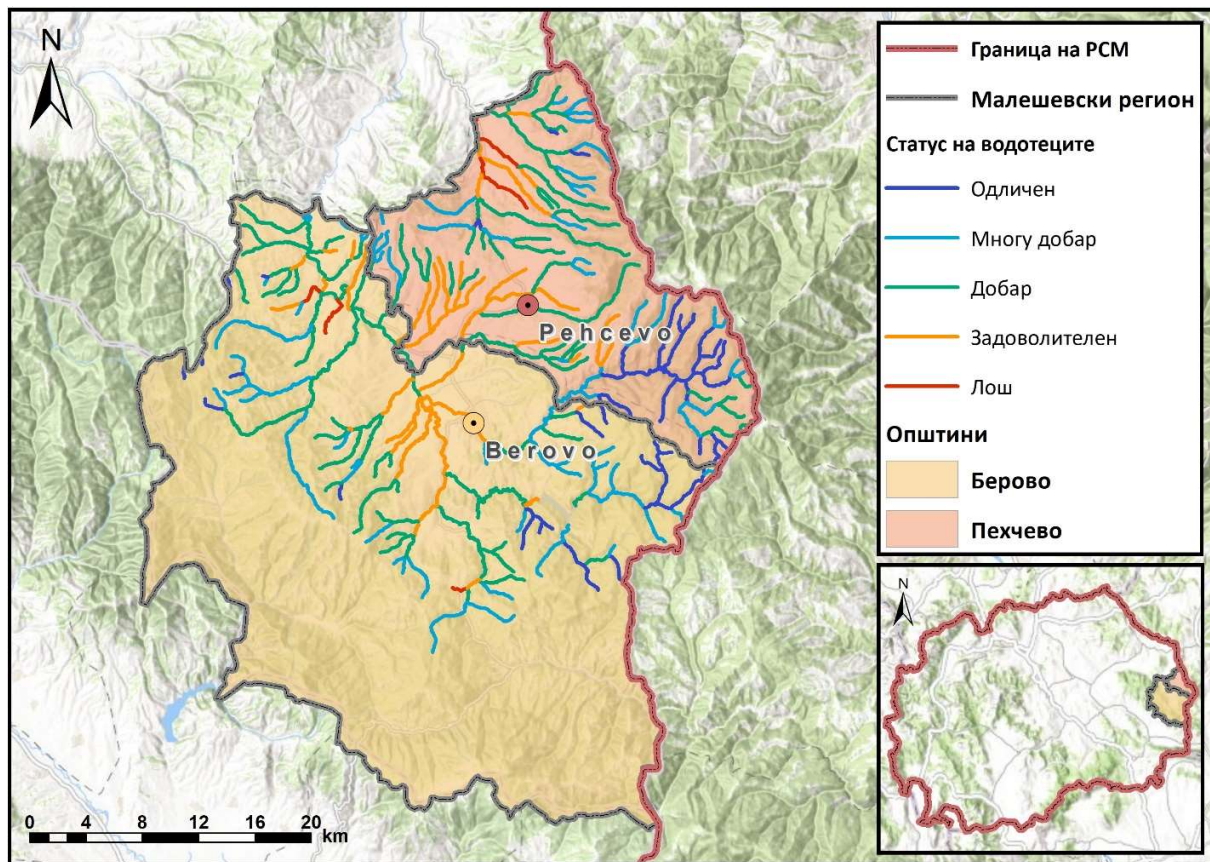 N
Pehcevo
Berovo
0 4 8 12 16 20
km
Граница на РСМ
Малешевски регион
Статус на водотеците
Одличен
Многу добар
Добар
Задоволителен
Лош
Општини
Берово
Пехчево
N